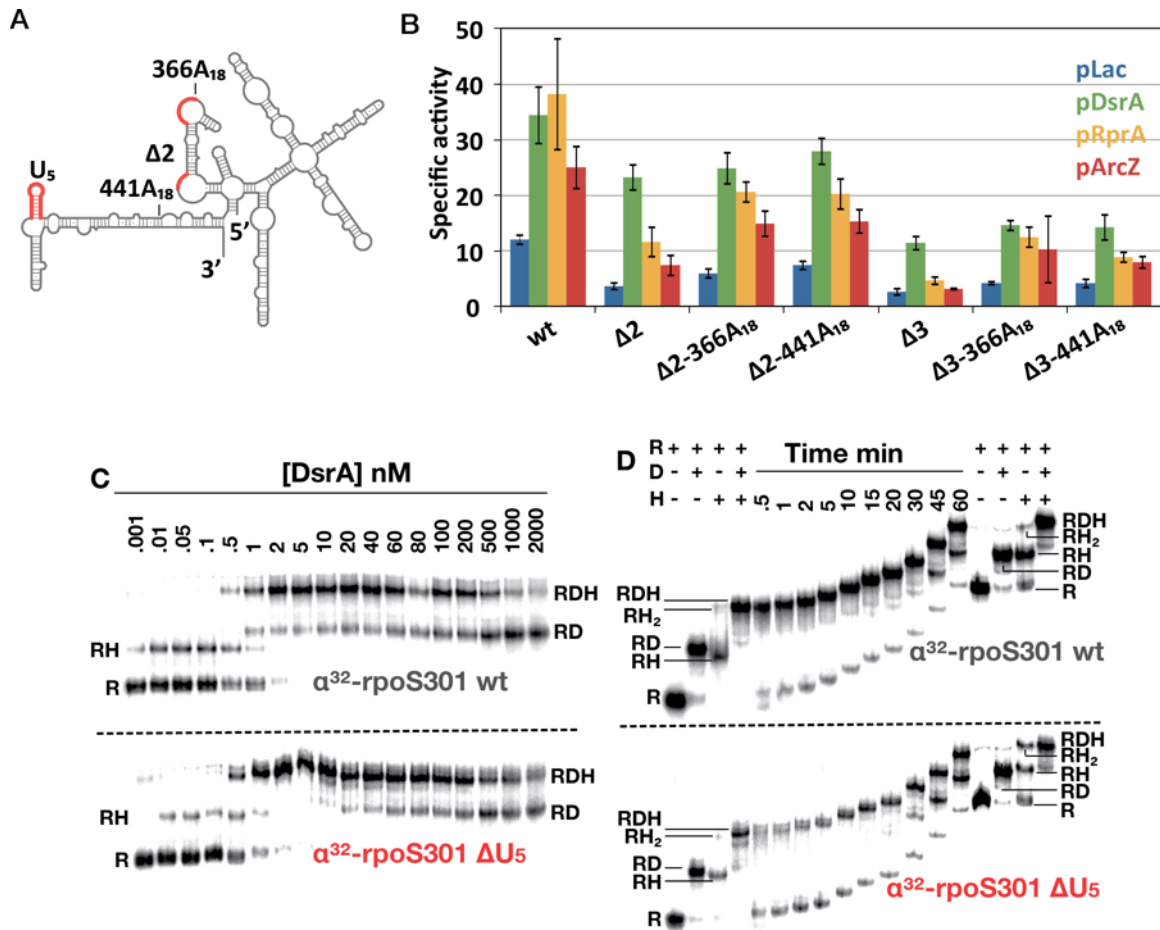 A
366A₁₈
Δ2
U₅
441A₁₈
5'
3'
B
Specific activity
50
40
30
20
10
0
pLac
pDsrA
pRprA
pArcZ
wt
Δ2
Δ2-366A₁₈
Δ2-441A₁₈
Δ3
Δ3-366A₁₈
Δ3-441A₁₈
C
[DsrA] nM
.001 .01 .05 .1 .5 1 2 5 10 20 40 60 80 100 200 500 1000 2000
RDH
RD
RH
R
α³²-rpoS301 wt
RDH
RD
RH
R
α³²-rpoS301 ΔU₅
D
R + + + + + + + +
D - + - + Time min - + - +
H - - + + .5 1 2 5 10 15 20 30 45 60 - - + +
RDH
RH₂
RD
RH
R
RDH
RH₂
RH
RD
R
α³²-rpoS301 wt
RDH
RH₂
RD
RH
R
RDH
RH₂
RH
RD
R
α³²-rpoS301 ΔU₅